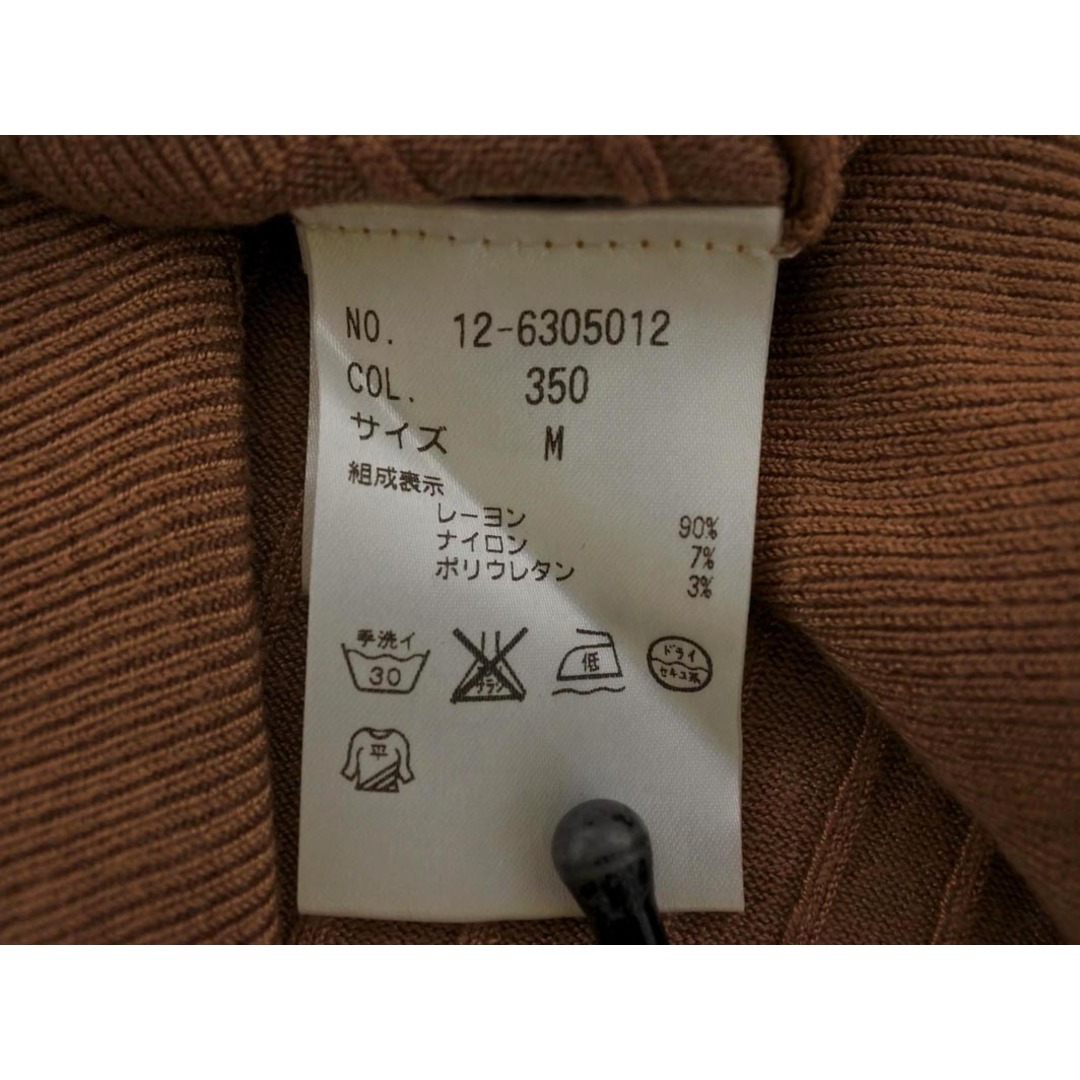 NO. 12-6305012
COL. 350
サイズ M
組成表示
レーヨン 90%
ナイロン 7%
ポリウレタン 3%
手洗イ
30
低
ドライ
セキユ系
平